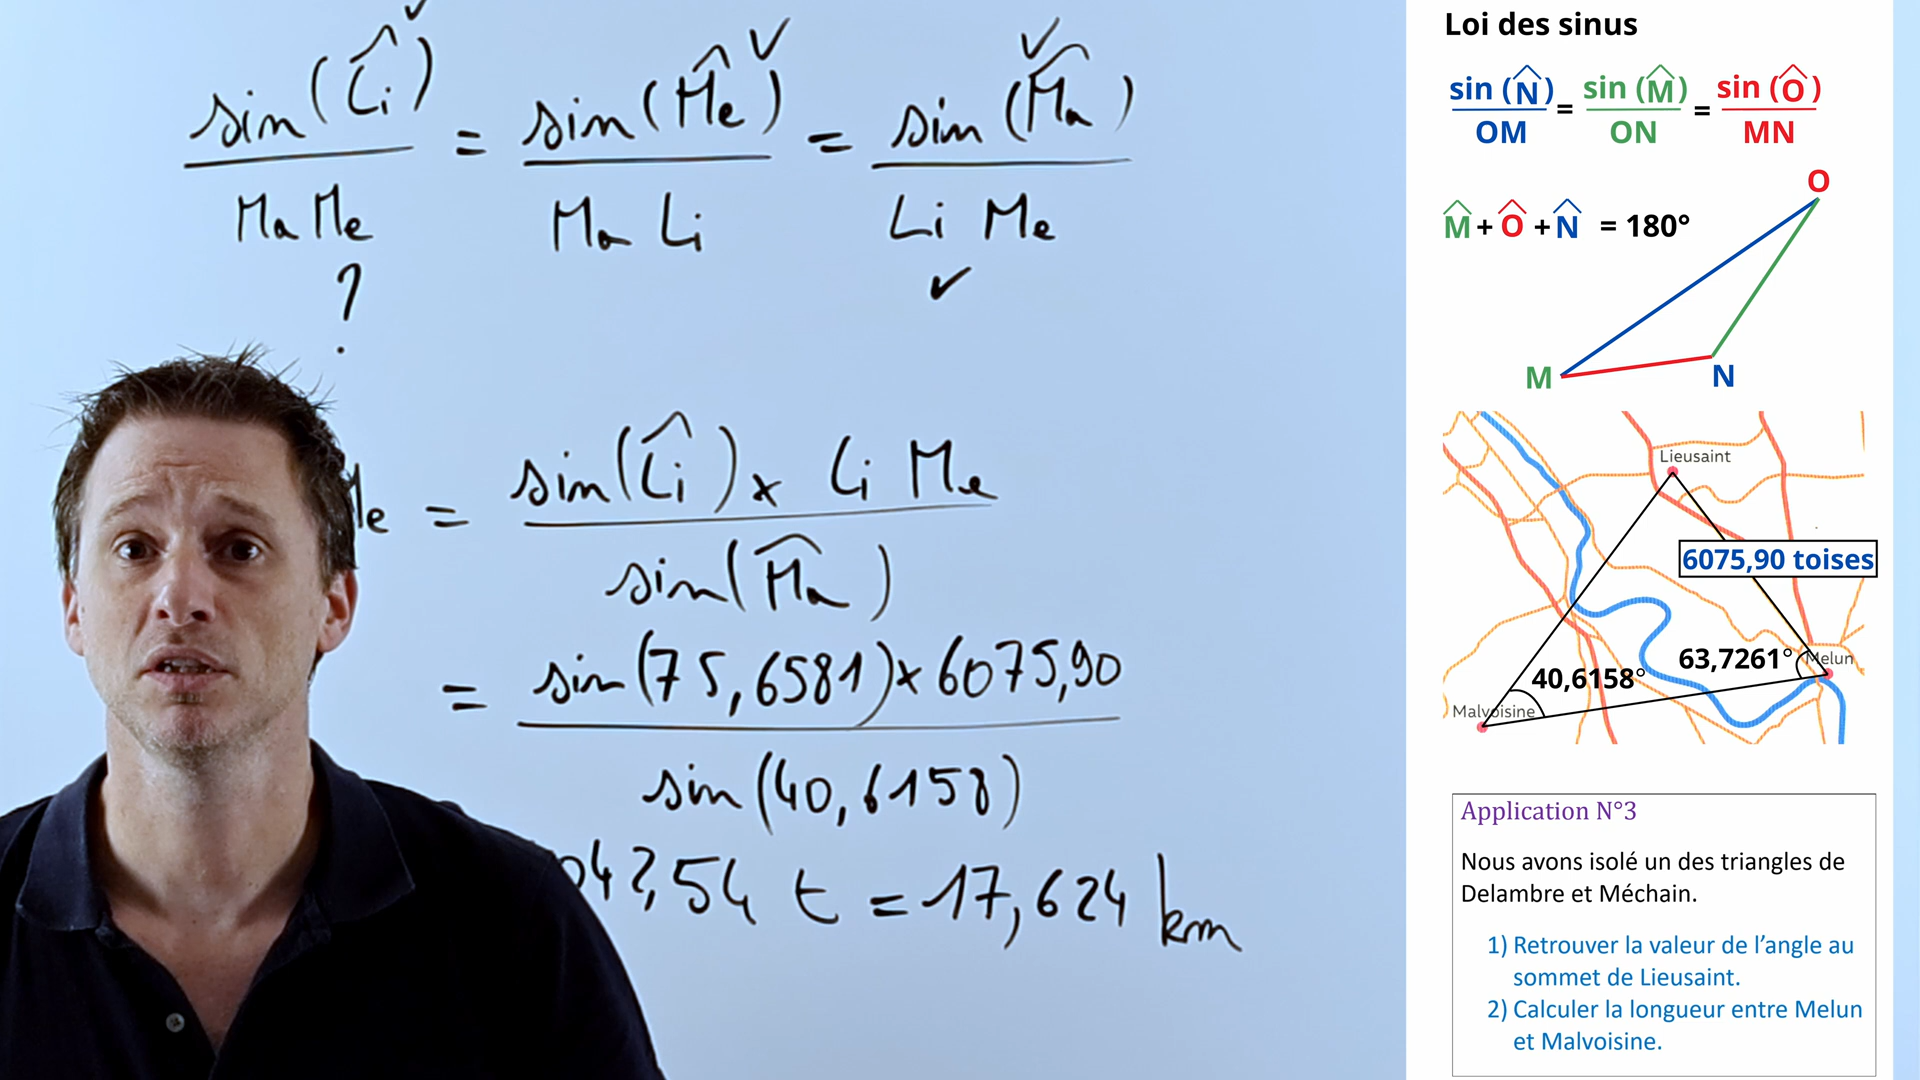 sin(L̂i) = sin(M̂e) = sin(M̂a)
Ma Me Ma Li Li Me
?
Me = sin(L̂i) x Li Me
sin(M̂a)
= sin(75,6581) x 6075,90
sin(40,6158)
042,54 t = 17,624 km
Loi des sinus
sin (N̂) = sin (M̂) = sin (Ô)
OM ON MN
M̂ + Ô + N̂ = 180°
O
M
N
Lieusaint
6075,90 toises
63,7261°
Melun
40,6158°
Malvoisine
Application N°3
Nous avons isolé un des triangles de
Delambre et Méchain.
1) Retrouver la valeur de l’angle au
sommet de Lieusaint.
2) Calculer la longueur entre Melun
et Malvoisine.